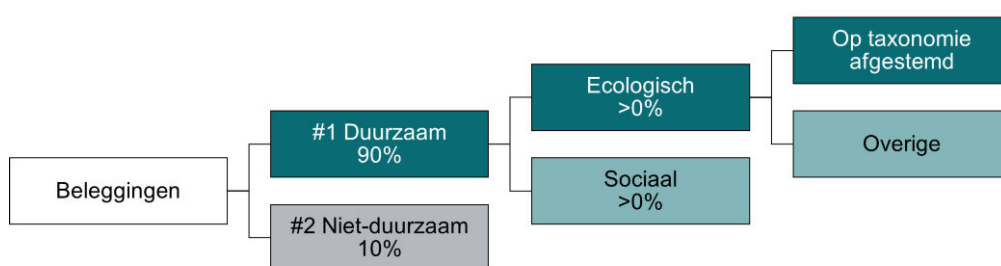 Beleggingen
#1 Duurzaam
90%
#2 Niet-duurzaam
10%
Ecologisch
>0%
Sociaal
>0%
Op taxonomie
afgestemd
Overige